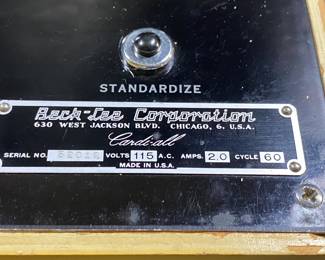 STANDARDIZE
Beck-Lee Corporation
630 WEST JACKSON BLVD. CHICAGO, 6. U.S.A.
Cardi-all
SERIAL NO. VOLTS 115 A.C. AMPS. 2.0 CYCLE 60
MADE IN U.S.A.